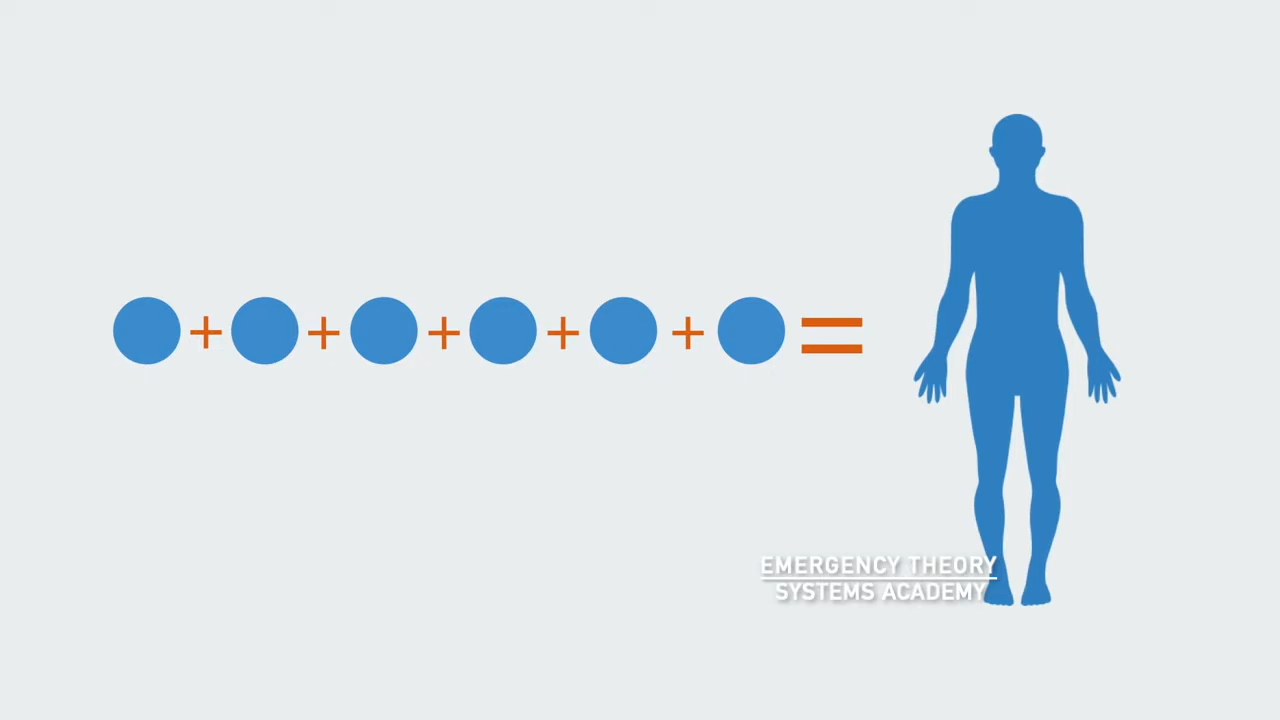 + + + + + =
EMERGENCY THEORY
SYSTEMS ACADEMY